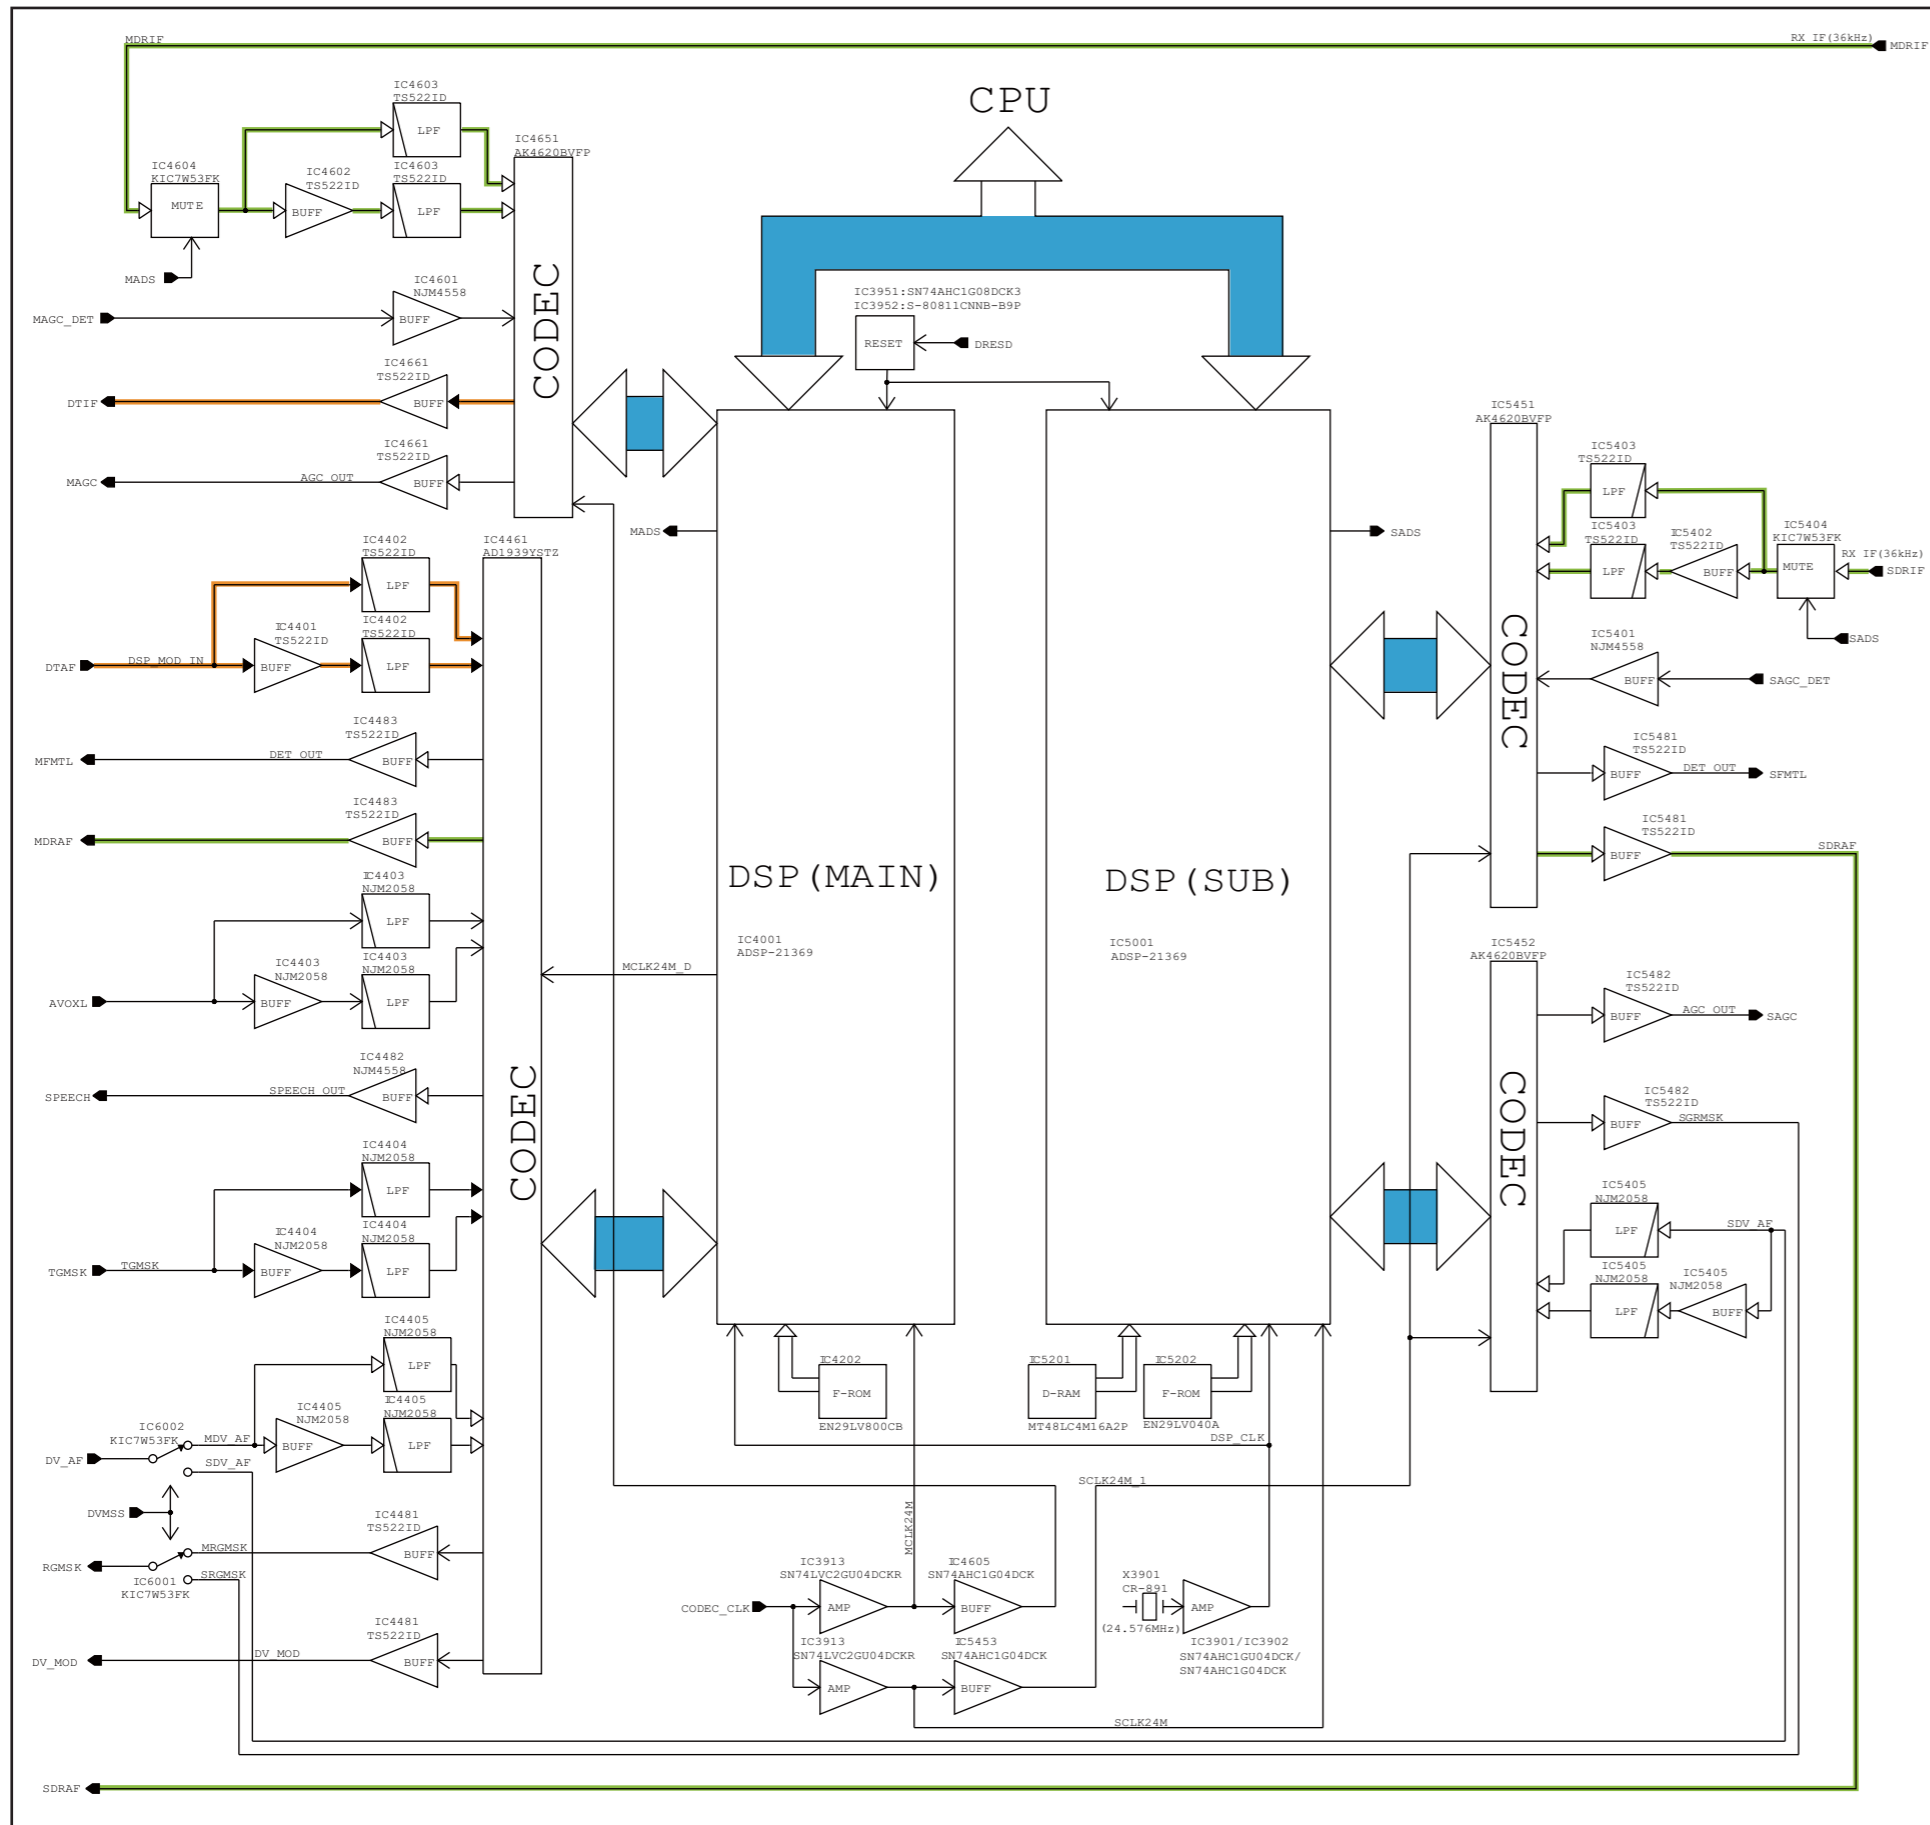 MDRIF
RX IF(36kHz)
MDRIF
CPU
IC4603
TS522ID
LPF
IC4651
AK4620BVFP
IC4604
KIC7W53FK
MUTE
IC4602
TS522ID
BUFF
IC4603
TS522ID
LPF
MADS
IC4601
NJM4558
BUFF
MAGC_DET
CODEC
IC3951:SN74AHC1G08DCK3
IC3952:S-80811CNNB-B9P
RESET
DRESD
IC4661
TS522ID
BUFF
DTIF
IC4661
TS522ID
BUFF
AGC_OUT
MAGC
MADS
SADS
IC5451
AK4620BVFP
IC5403
TS522ID
LPF
IC5403
TS522ID
LPF
IC5402
TS522ID
BUFF
IC5404
KIC7W53FK
MUTE
RX IF(36kHz)
SDRIF
SADS
CODEC
IC5401
NJM4558
BUFF
SAGC_DET
IC5481
TS522ID
BUFF
DET_OUT
SFMTL
IC5481
TS522ID
BUFF
SDRAF
IC4402
TS522ID
LPF
IC4461
AD1939YSTZ
IC4401
TS522ID
BUFF
IC4402
TS522ID
LPF
DTAF
DSP_MOD_IN
IC4483
TS522ID
BUFF
DET_OUT
MFMTL
IC4483
TS522ID
BUFF
MDRAF
DSP(MAIN)
IC4001
ADSP-21369
DSP(SUB)
IC5001
ADSP-21369
IC4403
NJM2058
LPF
IC4403
NJM2058
BUFF
IC4403
NJM2058
LPF
AVOXL
MCLK24M_D
IC5452
AK4620BVFP
IC5482
TS522ID
BUFF
AGC_OUT
SAGC
IC4482
NJM4558
BUFF
SPEECH_OUT
SPEECH
CODEC
CODEC
IC5482
TS522ID
BUFF
SGRMSK
IC4404
NJM2058
LPF
IC4404
NJM2058
BUFF
IC4404
NJM2058
LPF
TGMSK
TGMSK
IC5405
NJM2058
LPF
SDV_AF
IC5405
NJM2058
LPF
IC5405
NJM2058
BUFF
IC4405
NJM2058
LPF
IC4405
NJM2058
BUFF
IC4405
NJM2058
LPF
IC6002
KIC7W53FK
MDV_AF
DV_AF
SDV_AF
DVMSS
IC4202
F-ROM
EN29LV800CB
IC5201
D-RAM
MT48LC4M16A2P
IC5202
F-ROM
EN29LV040A
DSP_CLK
SCLK24M_1
MCLK24M
IC4481
TS522ID
BUFF
MRGMSK
RGMSK
SRGMSK
IC6001
KIC7W53FK
IC4481
TS522ID
BUFF
DV_MOD
DV_MOD
IC3913
SN74LVC2GU04DCKR
AMP
IC4605
SN74AHC1G04DCK
BUFF
CODEC_CLK
IC3913
SN74LVC2GU04DCKR
AMP
IC5453
SN74AHC1G04DCK
BUFF
X3901
CR-891
(24.576MHz)
AMP
IC3901/IC3902
SN74AHC1GU04DCK/
SN74AHC1G04DCK
SCLK24M
SDRAF